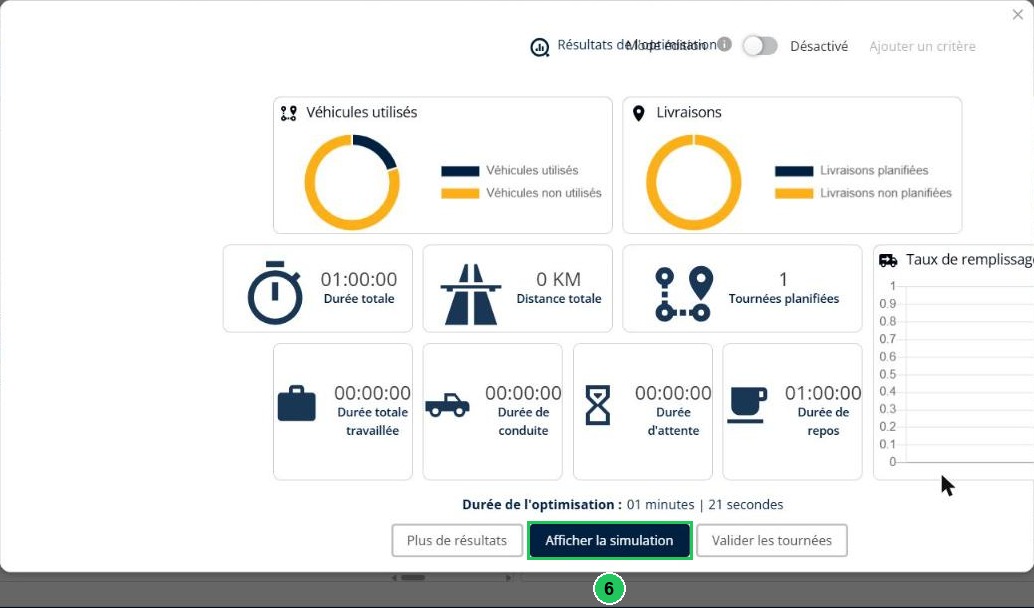 Résultats de l'optimisation
Mode édition
Désactivé
Ajouter un critère
Véhicules utilisés
Véhicules utilisés
Véhicules non utilisés
Livraisons
Livraisons planifiées
Livraisons non planifiées
01:00:00
Durée totale
0 KM
Distance totale
1
Tournées planifiées
Taux de remplissag
1
0.9
0.8
0.7
0.6
0.5
0.4
0.3
0.2
0.1
0
00:00:00
Durée totale
travaillée
00:00:00
Durée de
conduite
00:00:00
Durée
d'attente
01:00:00
Durée de
repos
Durée de l'optimisation : 01 minutes | 21 secondes
Plus de résultats
Afficher la simulation
Valider les tournées
6